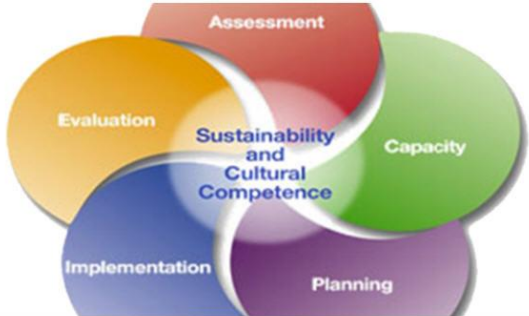 Assessment
Evaluation
Capacity
Sustainability
and
Cultural
Competence
Implementation
Planning